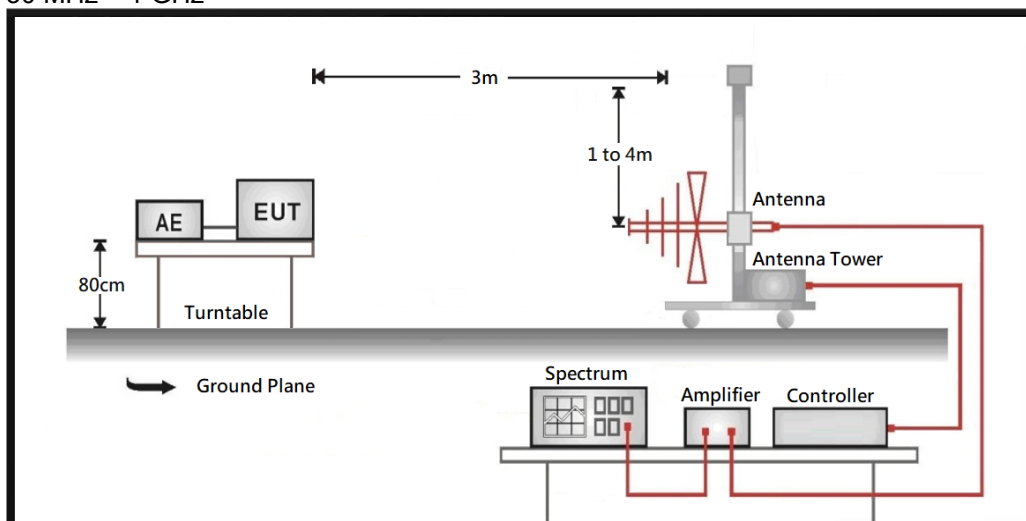 3m
1 to 4m
Antenna
AE
EUT
Antenna Tower
80cm
Turntable
Ground Plane
Spectrum
Amplifier
Controller